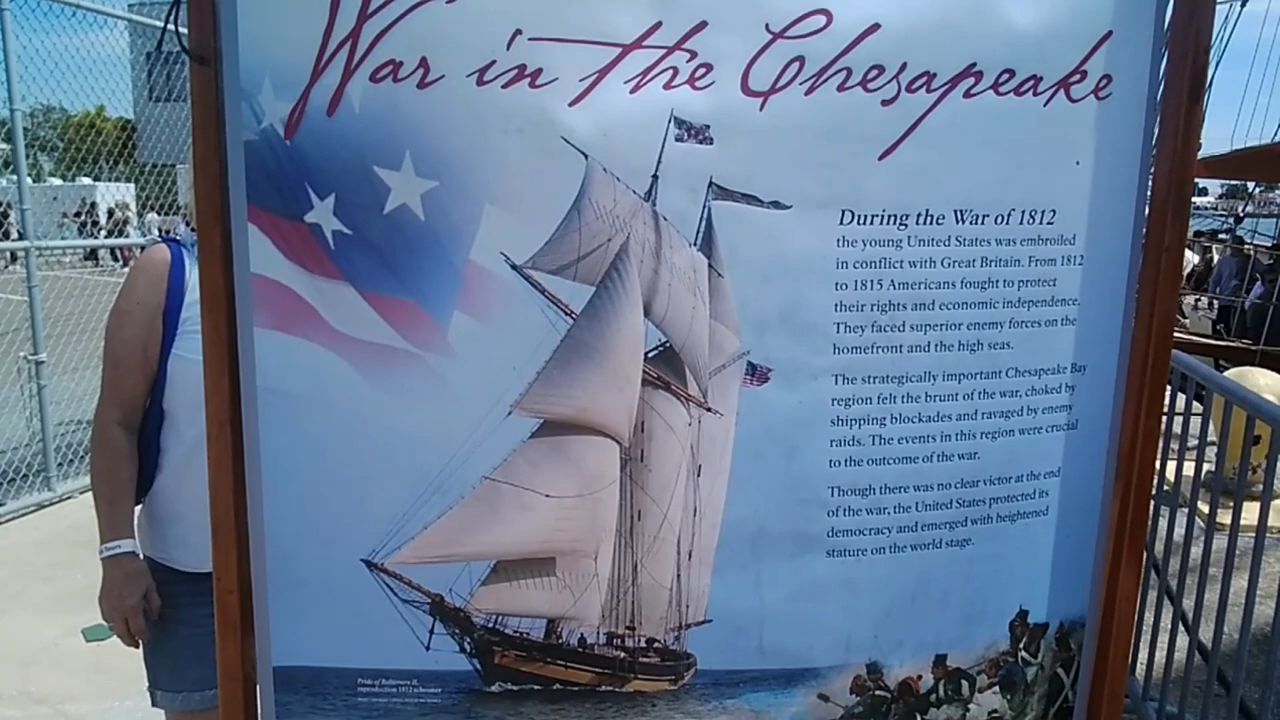 War in the Chesapeake
During the War of 1812
the young United States was embroiled
in conflict with Great Britain. From 1812
to 1815 Americans fought to protect
their rights and economic independence.
They faced superior enemy forces on the
homefront and the high seas.
The strategically important Chesapeake Bay
region felt the brunt of the war, choked by
shipping blockades and ravaged by enemy
raids. The events in this region were crucial
to the outcome of the war.
Though there was no clear victor at the end
of the war, the United States protected its
democracy and emerged with heightened
stature on the world stage.
Pride of Baltimore II,
reproduction 1812 schooner
Tours